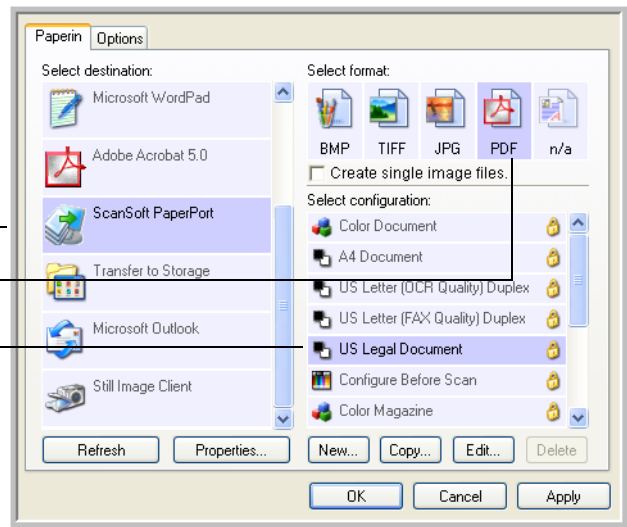 Paperin Options
Select destination:
Microsoft WordPad
Adobe Acrobat 5.0
ScanSoft PaperPort
Transfer to Storage
Microsoft Outlook
Still Image Client
Refresh Properties...
Select format:
BMP TIFF JPG PDF n/a
Create single image files.
Select configuration:
Color Document
A4 Document
US Letter (OCR Quality) Duplex
US Letter (FAX Quality) Duplex
US Legal Document
Configure Before Scan
Color Magazine
New... Copy... Edit... Delete
OK Cancel Apply